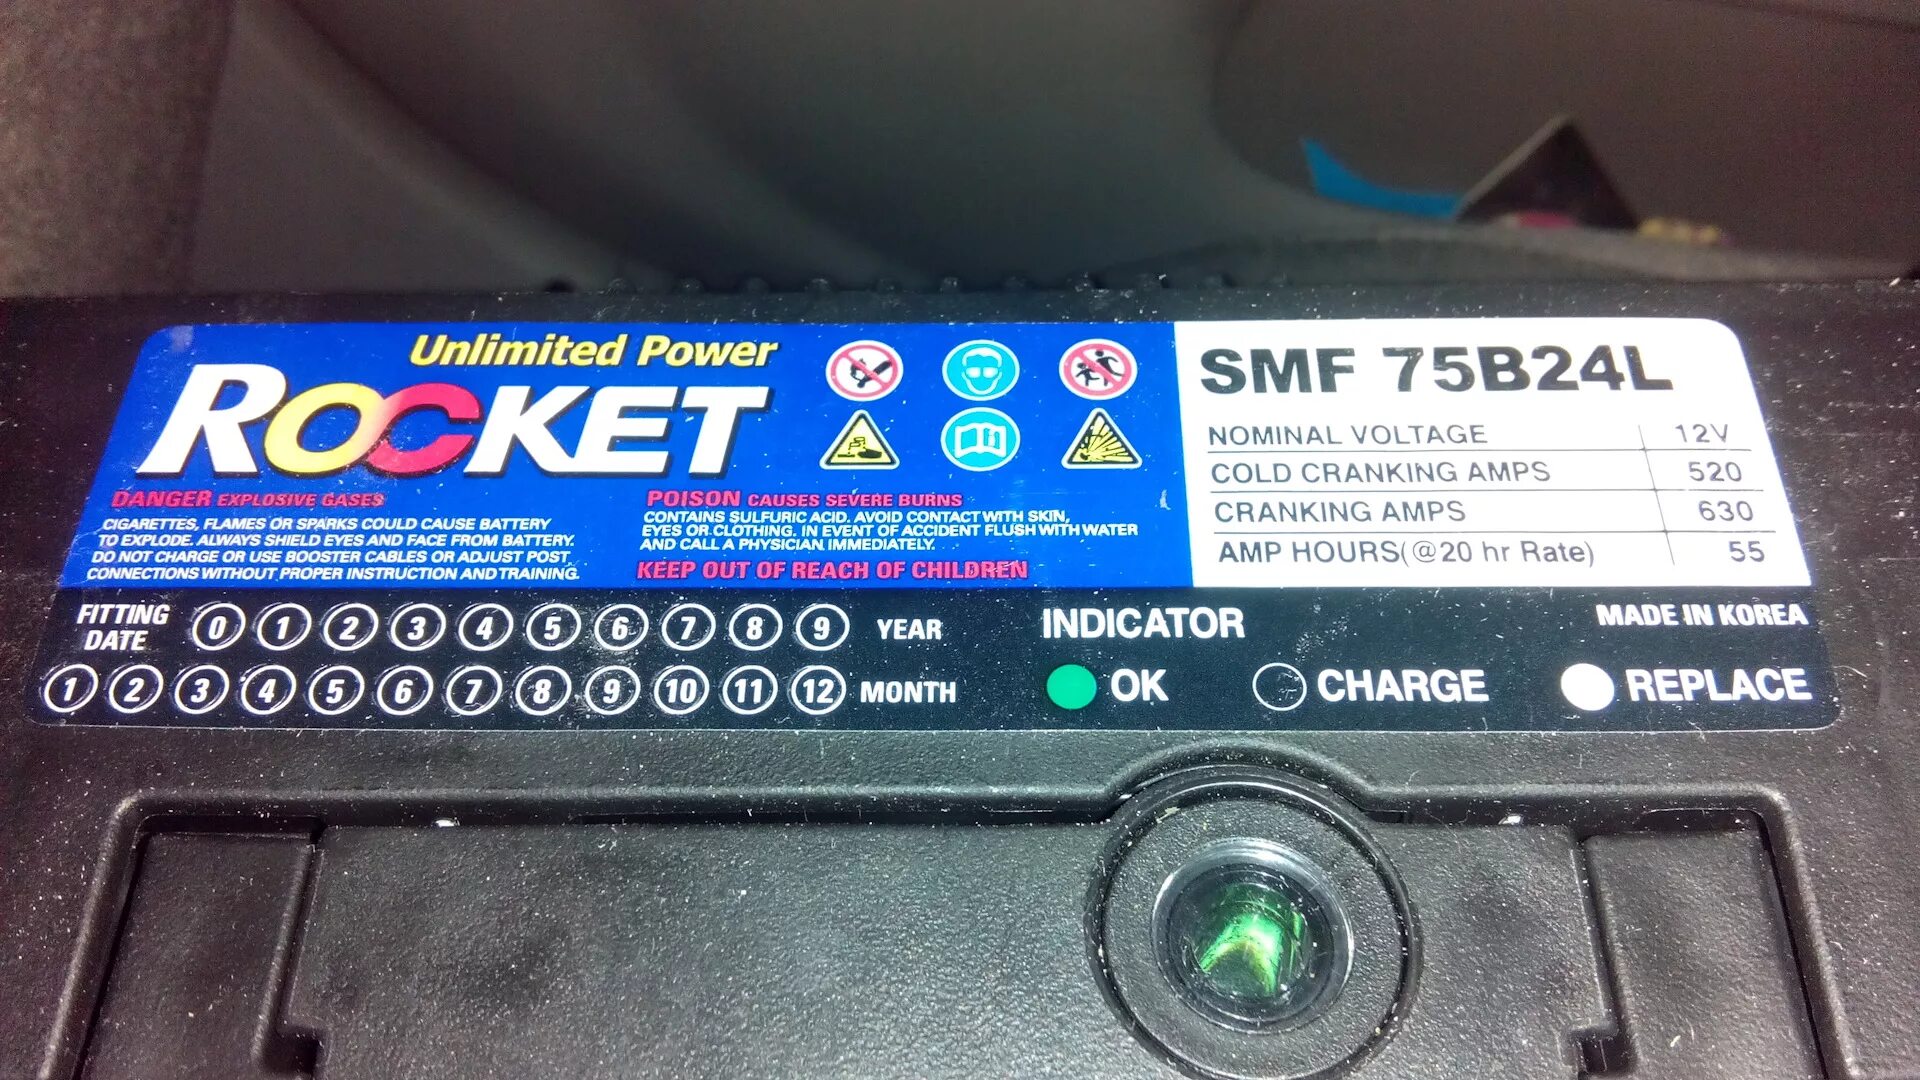 Unlimited Power
ROCKET
DANGER EXPLOSIVE GASES
CIGARETTES, FLAMES OR SPARKS COULD CAUSE BATTERY
TO EXPLODE. ALWAYS SHIELD EYES AND FACE FROM BATTERY.
DO NOT CHARGE OR USE BOOSTER CABLES OR ADJUST POST
CONNECTIONS WITHOUT PROPER INSTRUCTION AND TRAINING.
POISON CAUSES SEVERE BURNS
CONTAINS SULFURIC ACID. AVOID CONTACT WITH SKIN,
EYES OR CLOTHING. IN EVENT OF ACCIDENT FLUSH WITH WATER
AND CALL A PHYSICIAN IMMEDIATELY.
KEEP OUT OF REACH OF CHILDREN
SMF 75B24L
NOMINAL VOLTAGE 12V
COLD CRANKING AMPS 520
CRANKING AMPS 630
AMP HOURS(@20 hr Rate) 55
FITTING
DATE
0 1 2 3 4 5 6 7 8 9 YEAR
1 2 3 4 5 6 7 8 9 10 11 12 MONTH
INDICATOR
MADE IN KOREA
OK CHARGE REPLACE